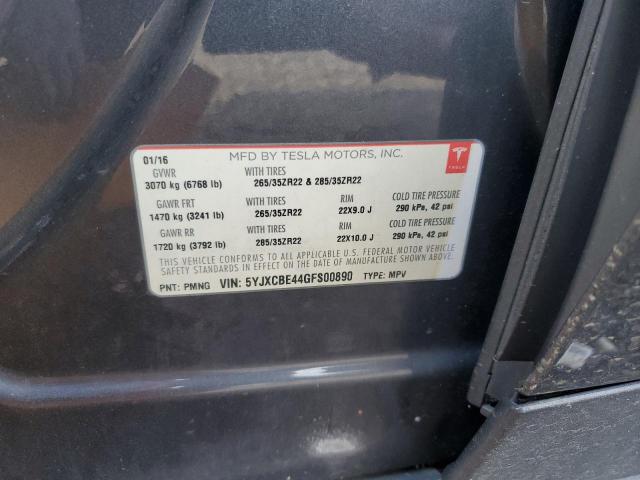 01/16 MFD BY TESLA MOTORS, INC.
GVWR WITH TIRES
3070 kg (6768 lb) 265/35ZR22 & 285/35ZR22
GAWR FRT WITH TIRES RIM COLD TIRE PRESSURE
1470 kg (3241 lb) 265/35ZR22 22X9.0 J 290 kPa, 42 psi
GAWR RR WITH TIRES RIM COLD TIRE PRESSURE
1720 kg (3792 lb) 285/35ZR22 22X10.0 J 290 kPa, 42 psi
THIS VEHICLE CONFORMS TO ALL APPLICABLE U.S. FEDERAL MOTOR VEHICLE
SAFETY STANDARDS IN EFFECT ON THE DATE OF MANUFACTURE SHOWN ABOVE.
PNT: PMNG VIN: 5YJXCBE44GFS00890 TYPE: MPV
TESLA